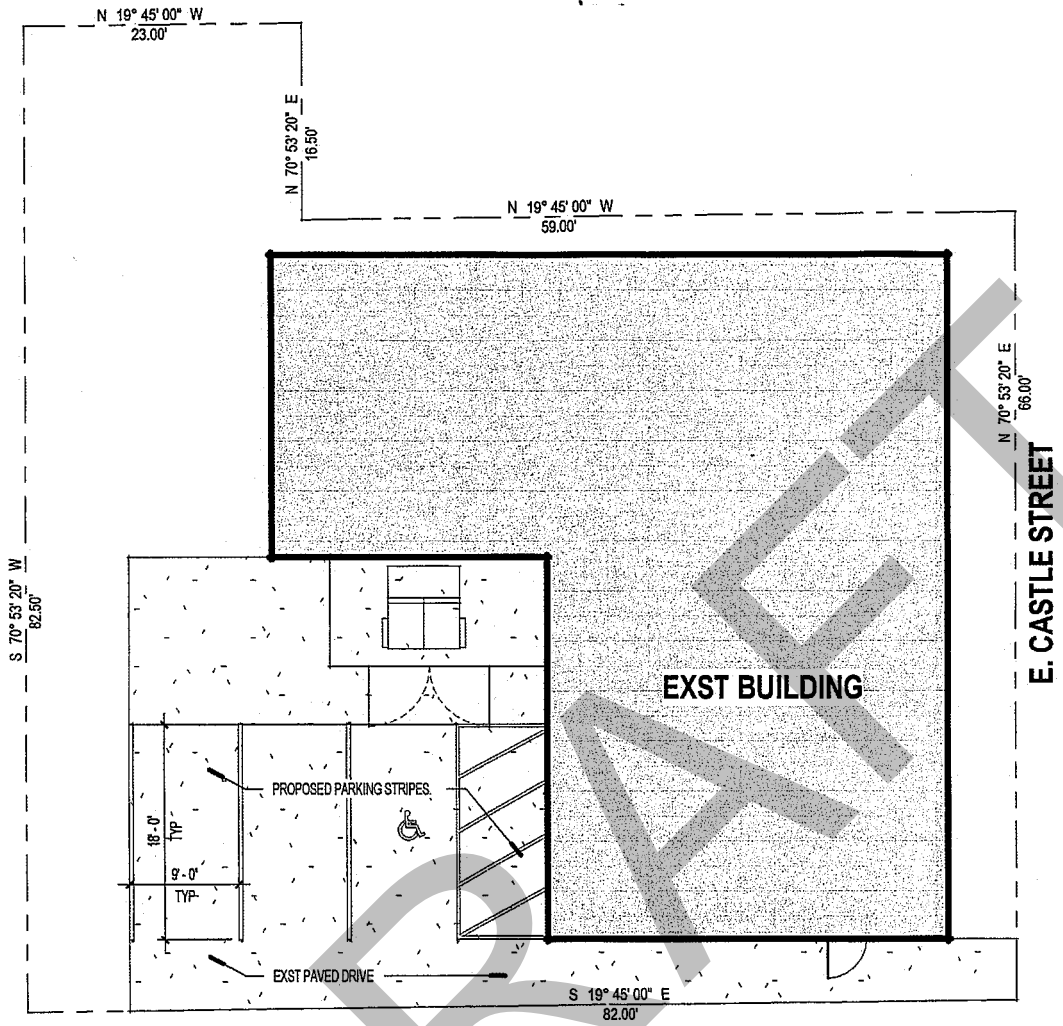 N 19° 45' 00" W
23.00'
N 70° 53' 20" E
16.50'
N 19° 45' 00" W
59.00'
N 70° 53' 20" E
66.00'
E. CASTLE STREET
S 70° 53' 20" W
82.50'
EXST BUILDING
PROPOSED PARKING STRIPES
18'-0"
TYP
9'-0"
TYP
EXST PAVED DRIVE
S 19° 45' 00" E
82.00'
DRAFT